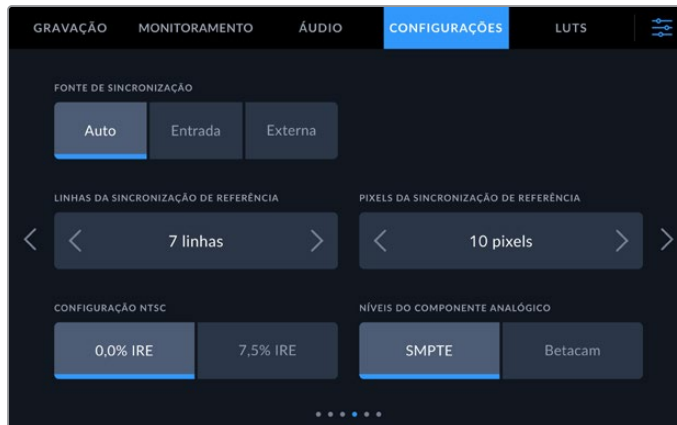 GRAVAÇÃO MONITORAMENTO ÁUDIO CONFIGURAÇÕES LUTS
FONTE DE SINCRONIZAÇÃO
Auto Entrada Externa
LINHAS DA SINCRONIZAÇÃO DE REFERÊNCIA PIXELS DA SINCRONIZAÇÃO DE REFERÊNCIA
7 linhas 10 pixels
CONFIGURAÇÃO NTSC NÍVEIS DO COMPONENTE ANALÓGICO
0,0% IRE 7,5% IRE SMPTE Betacam